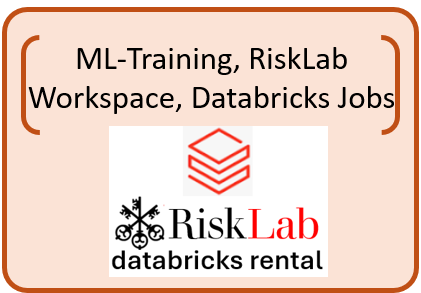 ML-Training, RiskLab
Workspace, Databricks Jobs
RiskLab
databricks rental